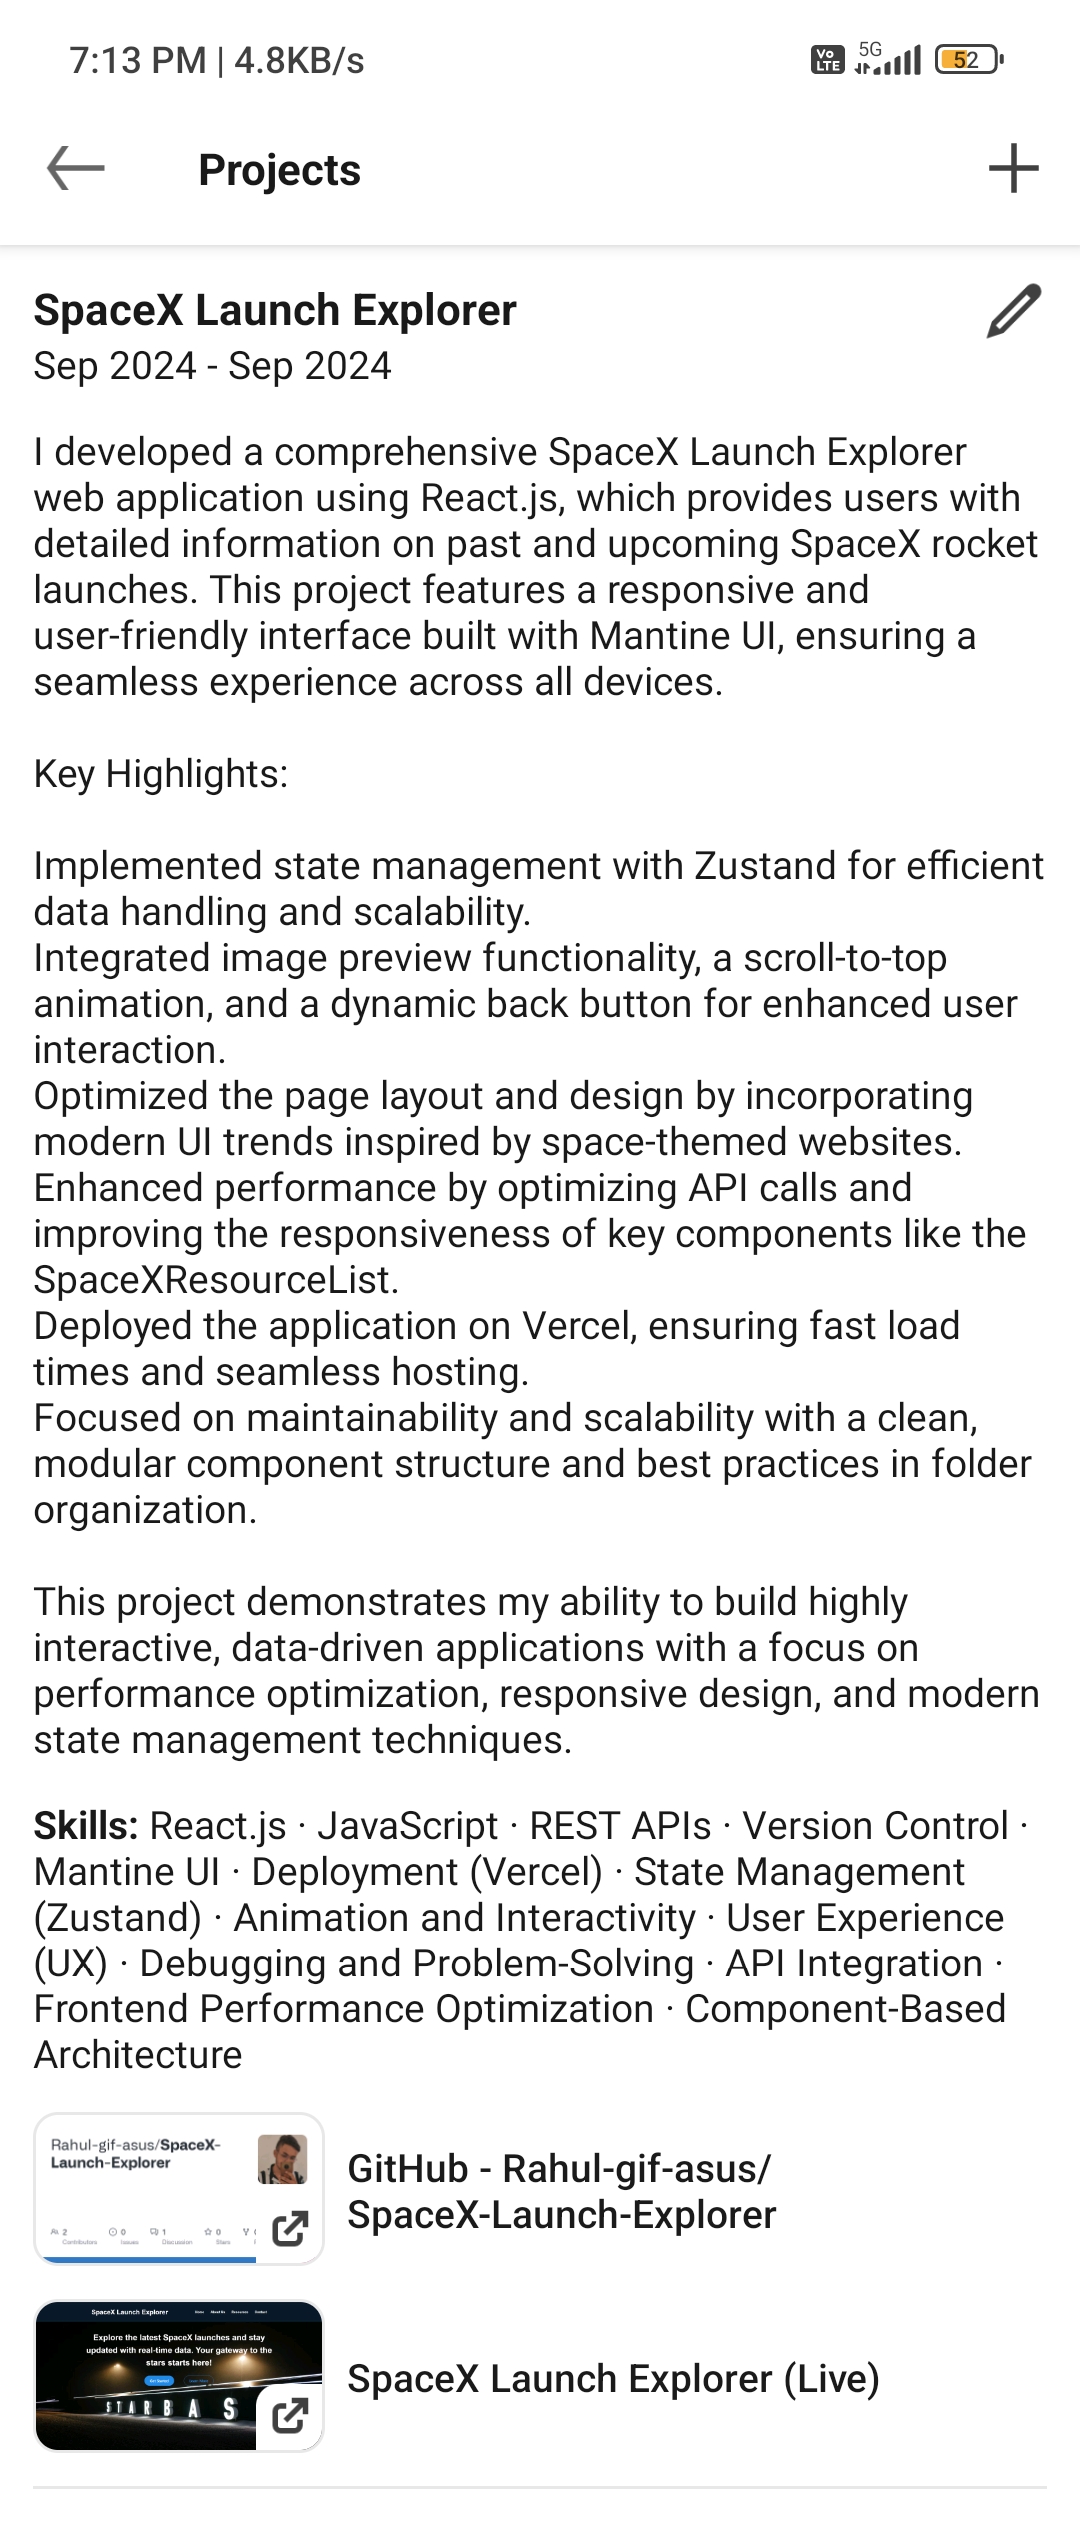 7:13 PM | 4.8KB/s
Vo LTE
5G
52
Projects
SpaceX Launch Explorer
Sep 2024 - Sep 2024
I developed a comprehensive SpaceX Launch Explorer
web application using React.js, which provides users with
detailed information on past and upcoming SpaceX rocket
launches. This project features a responsive and
user-friendly interface built with Mantine UI, ensuring a
seamless experience across all devices.
Key Highlights:
Implemented state management with Zustand for efficient
data handling and scalability.
Integrated image preview functionality, a scroll-to-top
animation, and a dynamic back button for enhanced user
interaction.
Optimized the page layout and design by incorporating
modern UI trends inspired by space-themed websites.
Enhanced performance by optimizing API calls and
improving the responsiveness of key components like the
SpaceXResourceList.
Deployed the application on Vercel, ensuring fast load
times and seamless hosting.
Focused on maintainability and scalability with a clean,
modular component structure and best practices in folder
organization.
This project demonstrates my ability to build highly
interactive, data-driven applications with a focus on
performance optimization, responsive design, and modern
state management techniques.
Skills: React.js · JavaScript · REST APIs · Version Control ·
Mantine UI · Deployment (Vercel) · State Management
(Zustand) · Animation and Interactivity · User Experience
(UX) · Debugging and Problem-Solving · API Integration ·
Frontend Performance Optimization · Component-Based
Architecture
Rahul-gif-asus/SpaceX-
Launch-Explorer
2 0 1 0
Contributors Issues Discussion Stars
GitHub - Rahul-gif-asus/
SpaceX-Launch-Explorer
SpaceX Launch Explorer Home About Us Resources Contact
Explore the latest SpaceX launches and stay
updated with real-time data. Your gateway to the
stars starts here!
Get Started
STARBAS
SpaceX Launch Explorer (Live)